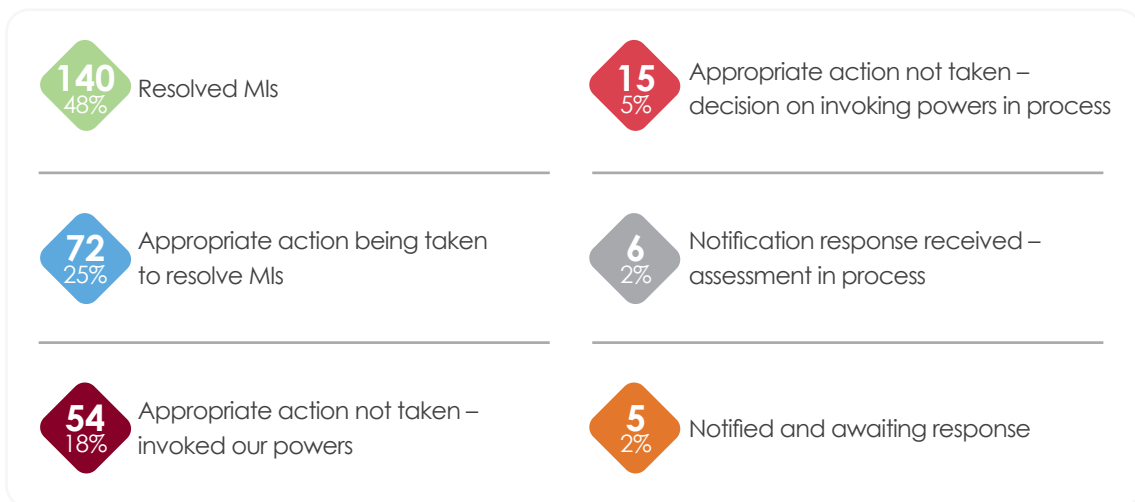 140
48%
Resolved MIs
72
25%
Appropriate action being taken
to resolve MIs
54
18%
Appropriate action not taken –
invoked our powers
15
5%
Appropriate action not taken –
decision on invoking powers in process
6
2%
Notification response received –
assessment in process
5
2%
Notified and awaiting response